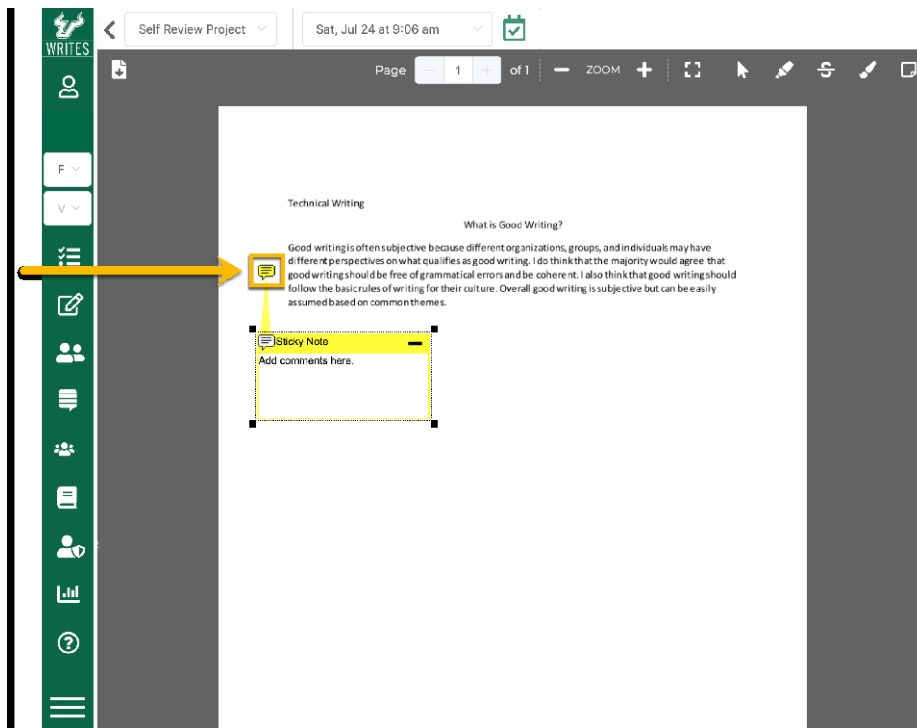 WRITES
Self Review Project
Sat, Jul 24 at 9:06 am
Page
1
of 1
ZOOM
F
V
Technical Writing
What is Good Writing?
Good writing is often subjective because different organizations, groups, and individuals may have
different perspectives on what qualifies as good writing. I do think that the majority would agree that
good writing should be free of grammatical errors and be coherent. I also think that good writing should
follow the basic rules of writing for their culture. Overall good writing is subjective but can be easily
assumed based on common themes.
Sticky Note
Add comments here.